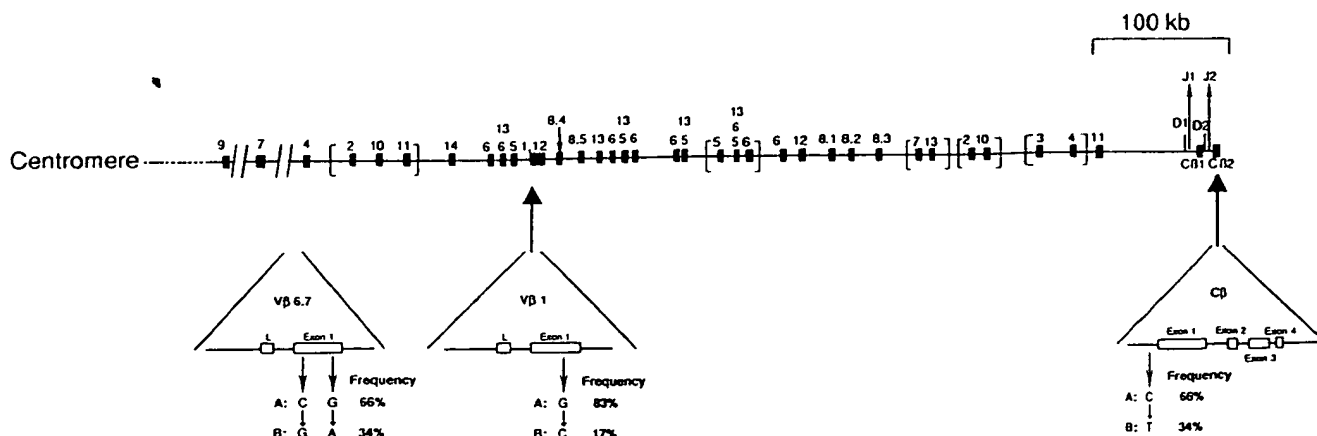 100 kb
J1 J2
13 8.4 13 13 13 6 D1 D2
9 7 4 2 10 11 14 6 6 5 1 12 8.5 13 6 5 6 6 5 5 5 6 6 12 8.1 8.2 8.3 7 13 2 10 3 4 11
Centromere
Cβ1 Cβ2
Vβ 6.7 Vβ 1 Cβ
L Exon 1 L Exon 1 Exon 1 Exon 2 Exon 4
Exon 3
Frequency Frequency Frequency
A: C G 66% A: G 83% A: C 66%
B: G A 34% B: C 17% B: T 34%